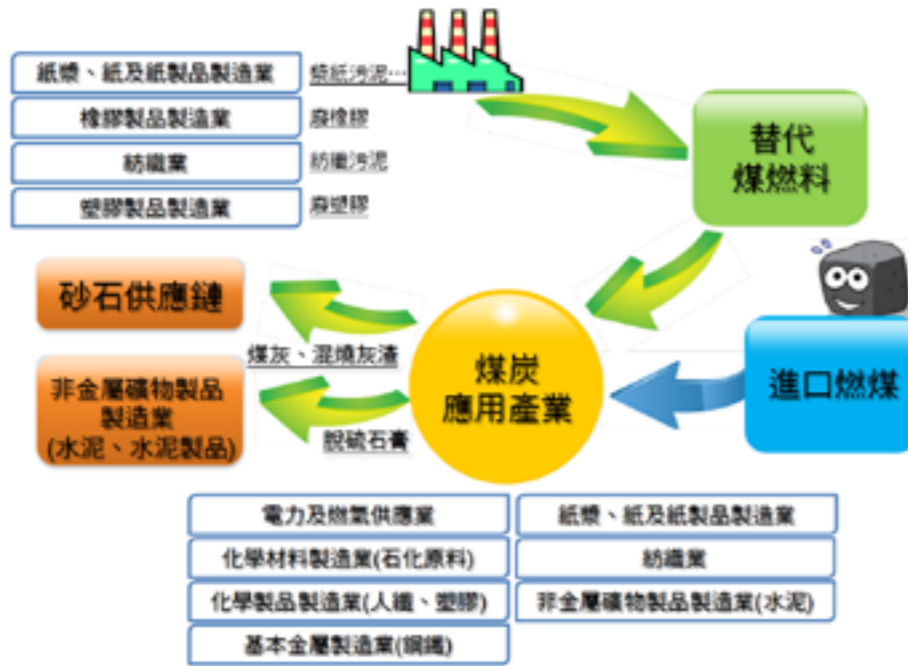 紙漿、紙及紙製品製造業
漿紙污泥…
橡膠製品製造業
廢橡膠
紡織業
紡織污泥
塑膠製品製造業
廢塑膠
替代
煤燃料
砂石供應鏈
煤灰、混燒灰渣
非金屬礦物製品
製造業
(水泥、水泥製品)
脫硫石膏
煤炭
應用產業
進口燃煤
電力及燃氣供應業
紙漿、紙及紙製品製造業
化學材料製造業(石化原料)
紡織業
化學製品製造業(人纖、塑膠)
非金屬礦物製品製造業(水泥)
基本金屬製造業(鋼鐵)